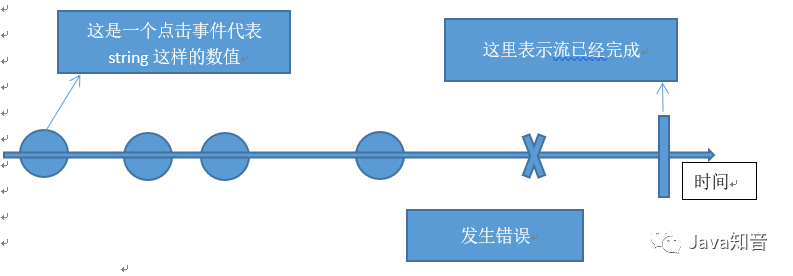 这是一个点击事件代表
string 这样的数值
这里表示流已经完成
时间
发生错误
Java知音